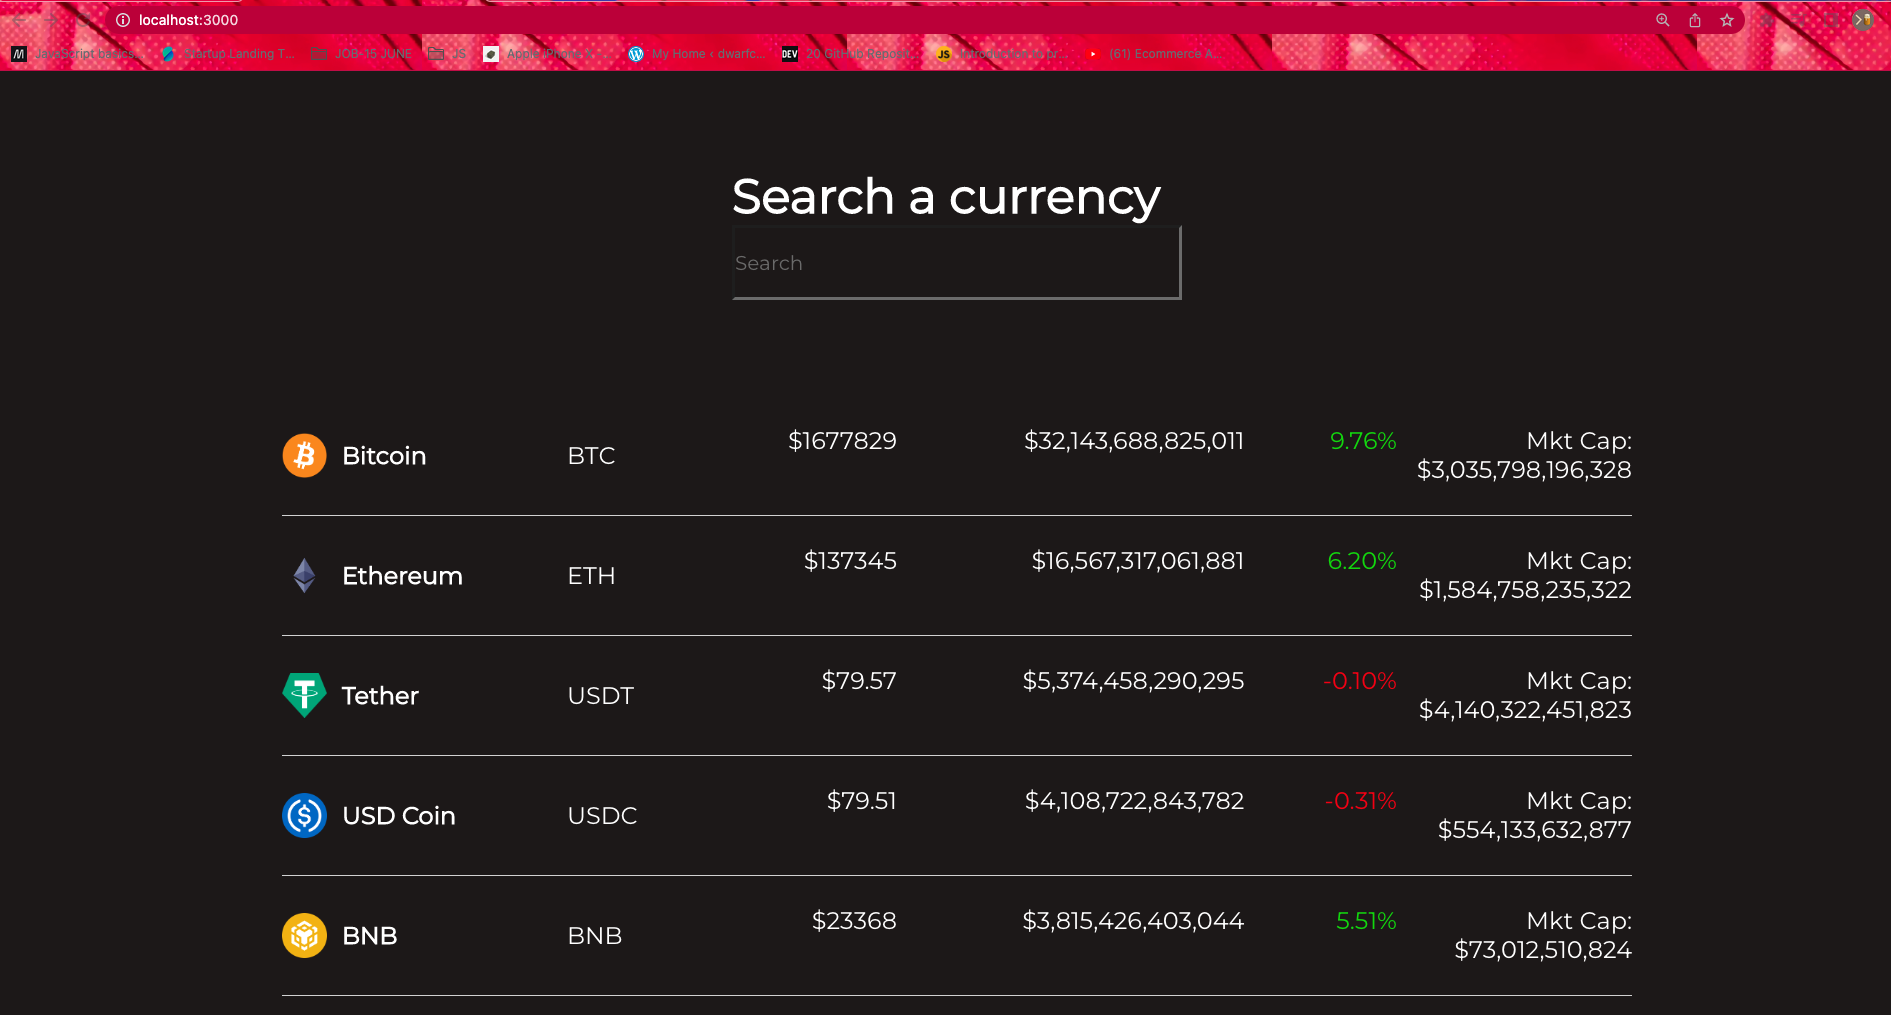 localhost:3000
JavaScript basics... Startup Landing T... JOB-15 JUNE JS Apple iPhone X My Home ‹ dwarfc... DEV 20 GitHub Reposit... JS (61) Ecommerce A...
Search a currency
Search
Bitcoin BTC $1677829 $32,143,688,825,011 9.76% Mkt Cap:
$3,035,798,196,328
Ethereum ETH $137345 $16,567,317,061,881 6.20% Mkt Cap:
$1,584,758,235,322
Tether USDT $79.57 $5,374,458,290,295 -0.10% Mkt Cap:
$4,140,322,451,823
USD Coin USDC $79.51 $4,108,722,843,782 -0.31% Mkt Cap:
$554,133,632,877
BNB BNB $23368 $3,815,426,403,044 5.51% Mkt Cap:
$73,012,510,824